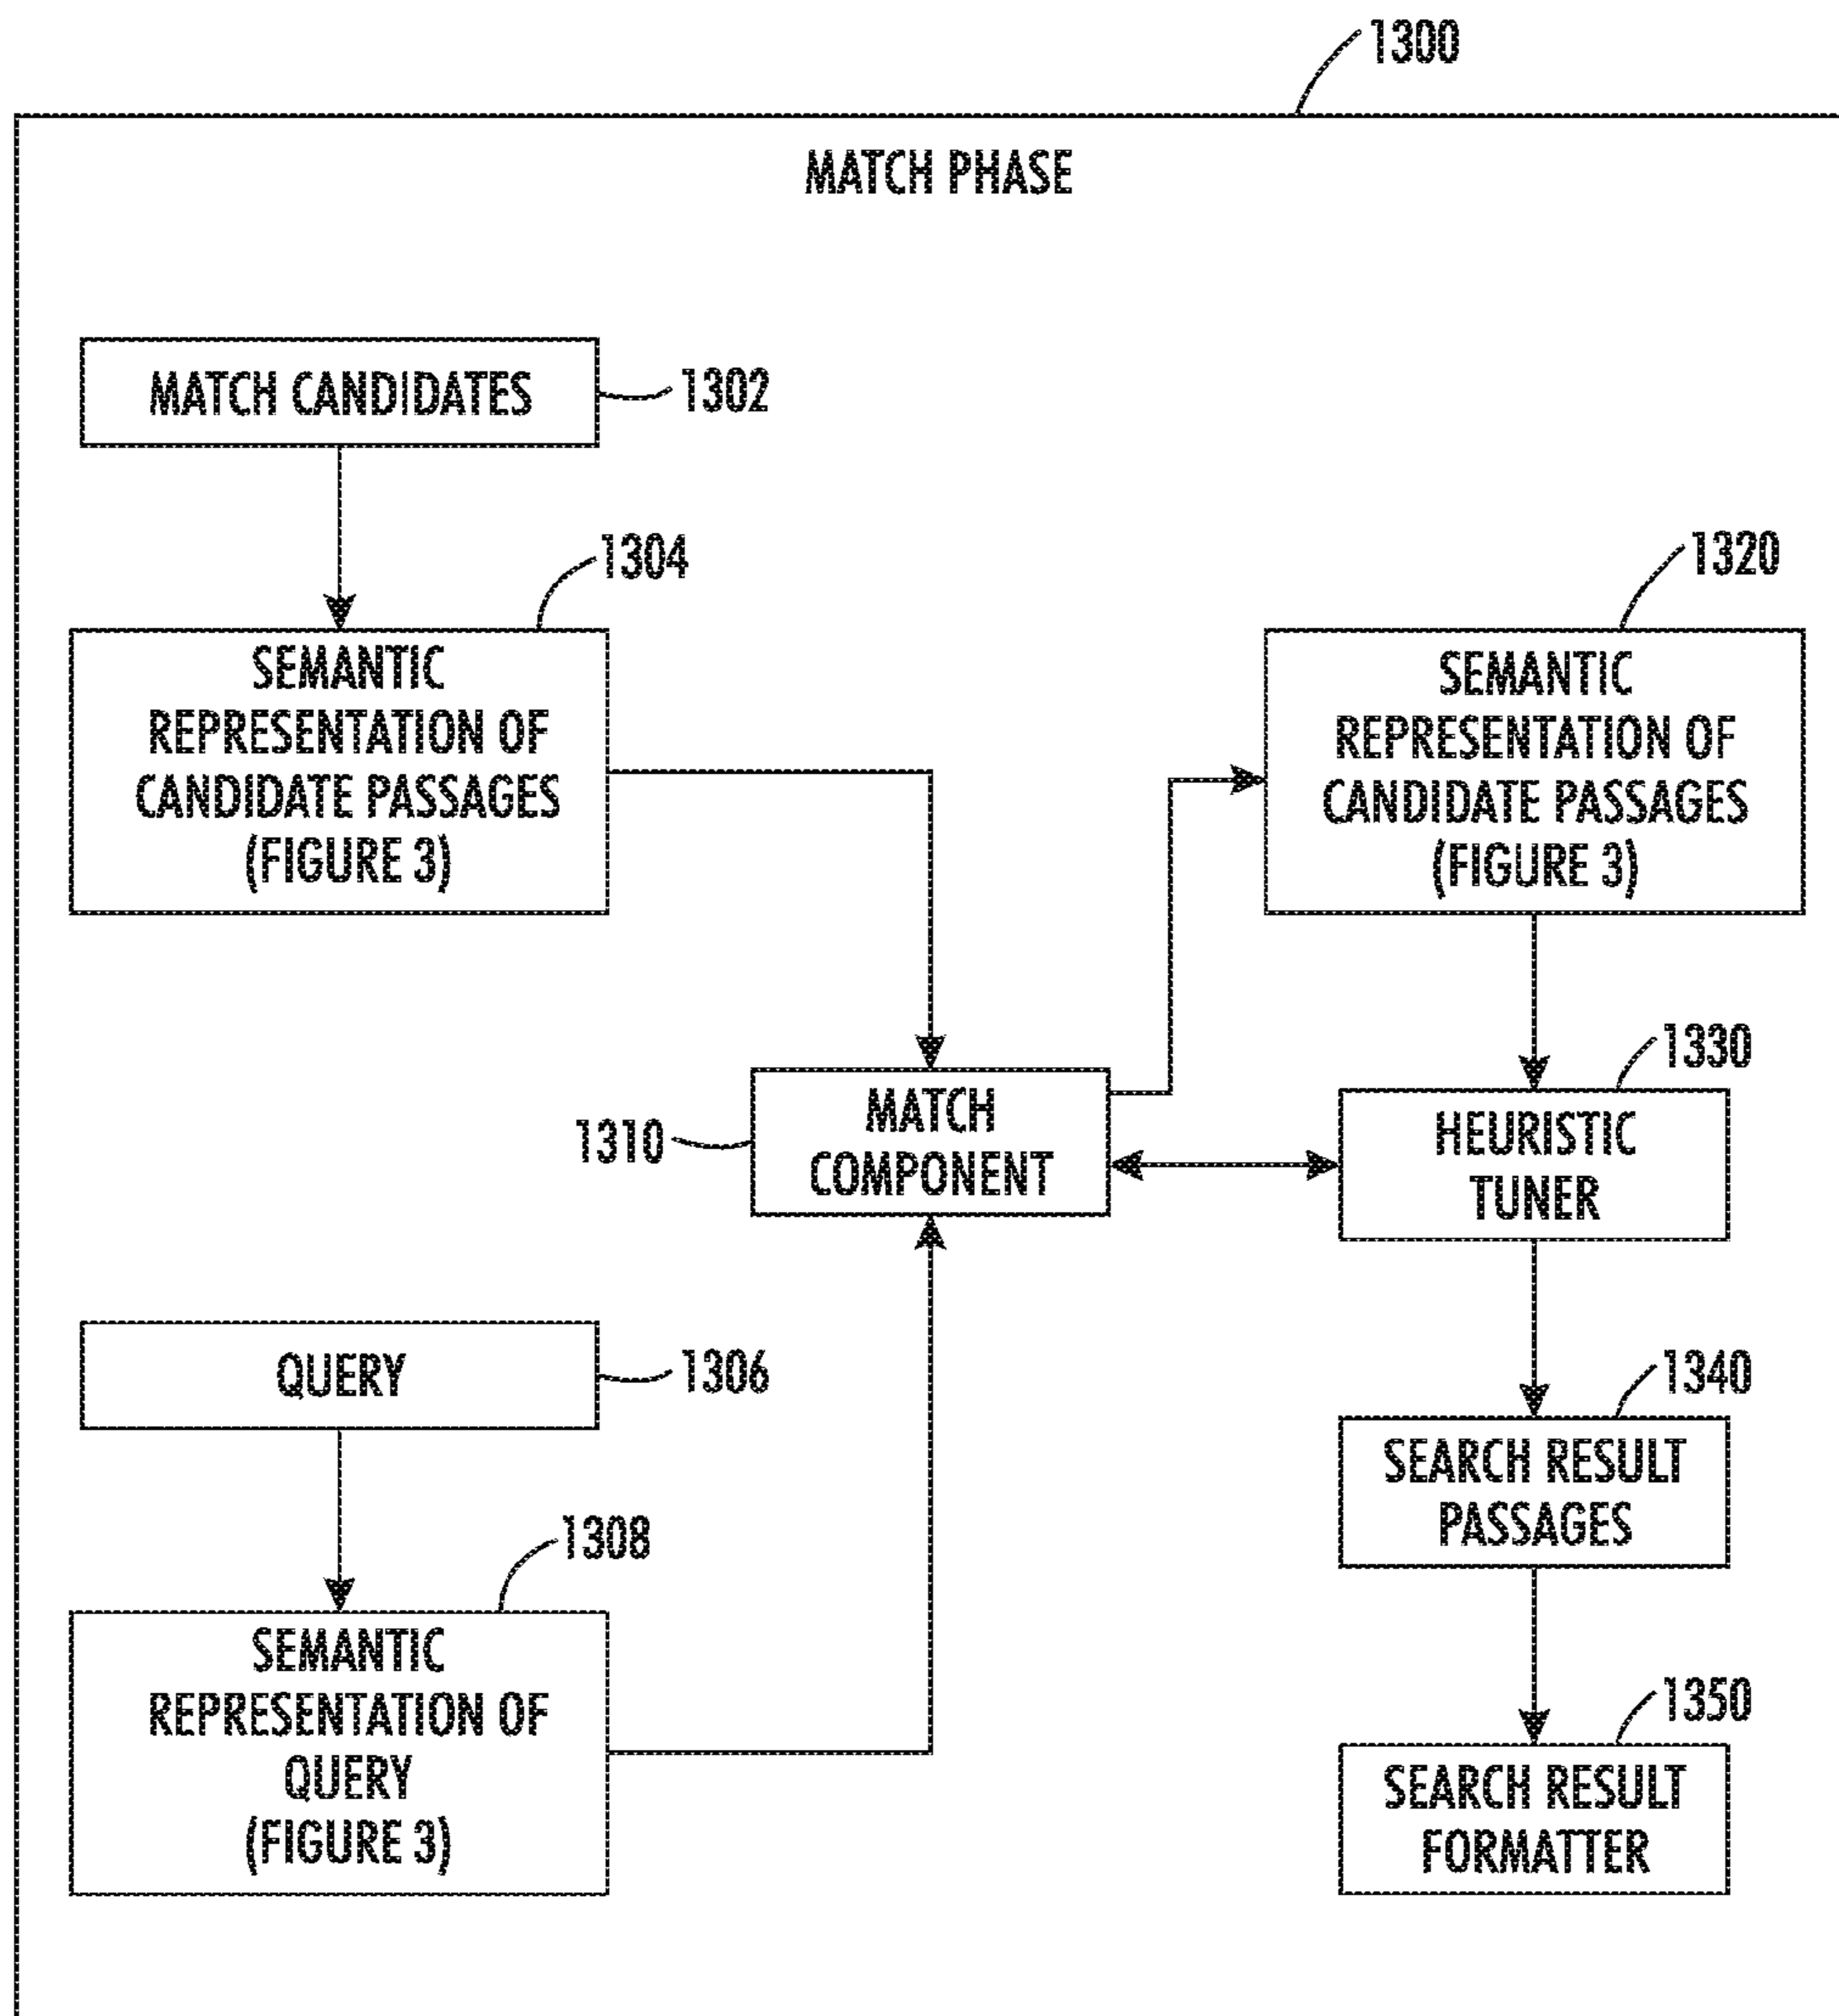 1300
MATCH PHASE
MATCH CANDIDATES
1302
1304
SEMANTIC
REPRESENTATION OF
CANDIDATE PASSAGES
(FIGURE 3)
1320
SEMANTIC
REPRESENTATION OF
CANDIDATE PASSAGES
(FIGURE 3)
1310
MATCH
COMPONENT
1330
HEURISTIC
TUNER
QUERY
1306
1308
SEMANTIC
REPRESENTATION OF
QUERY
(FIGURE 3)
1340
SEARCH RESULT
PASSAGES
1350
SEARCH RESULT
FORMATTER